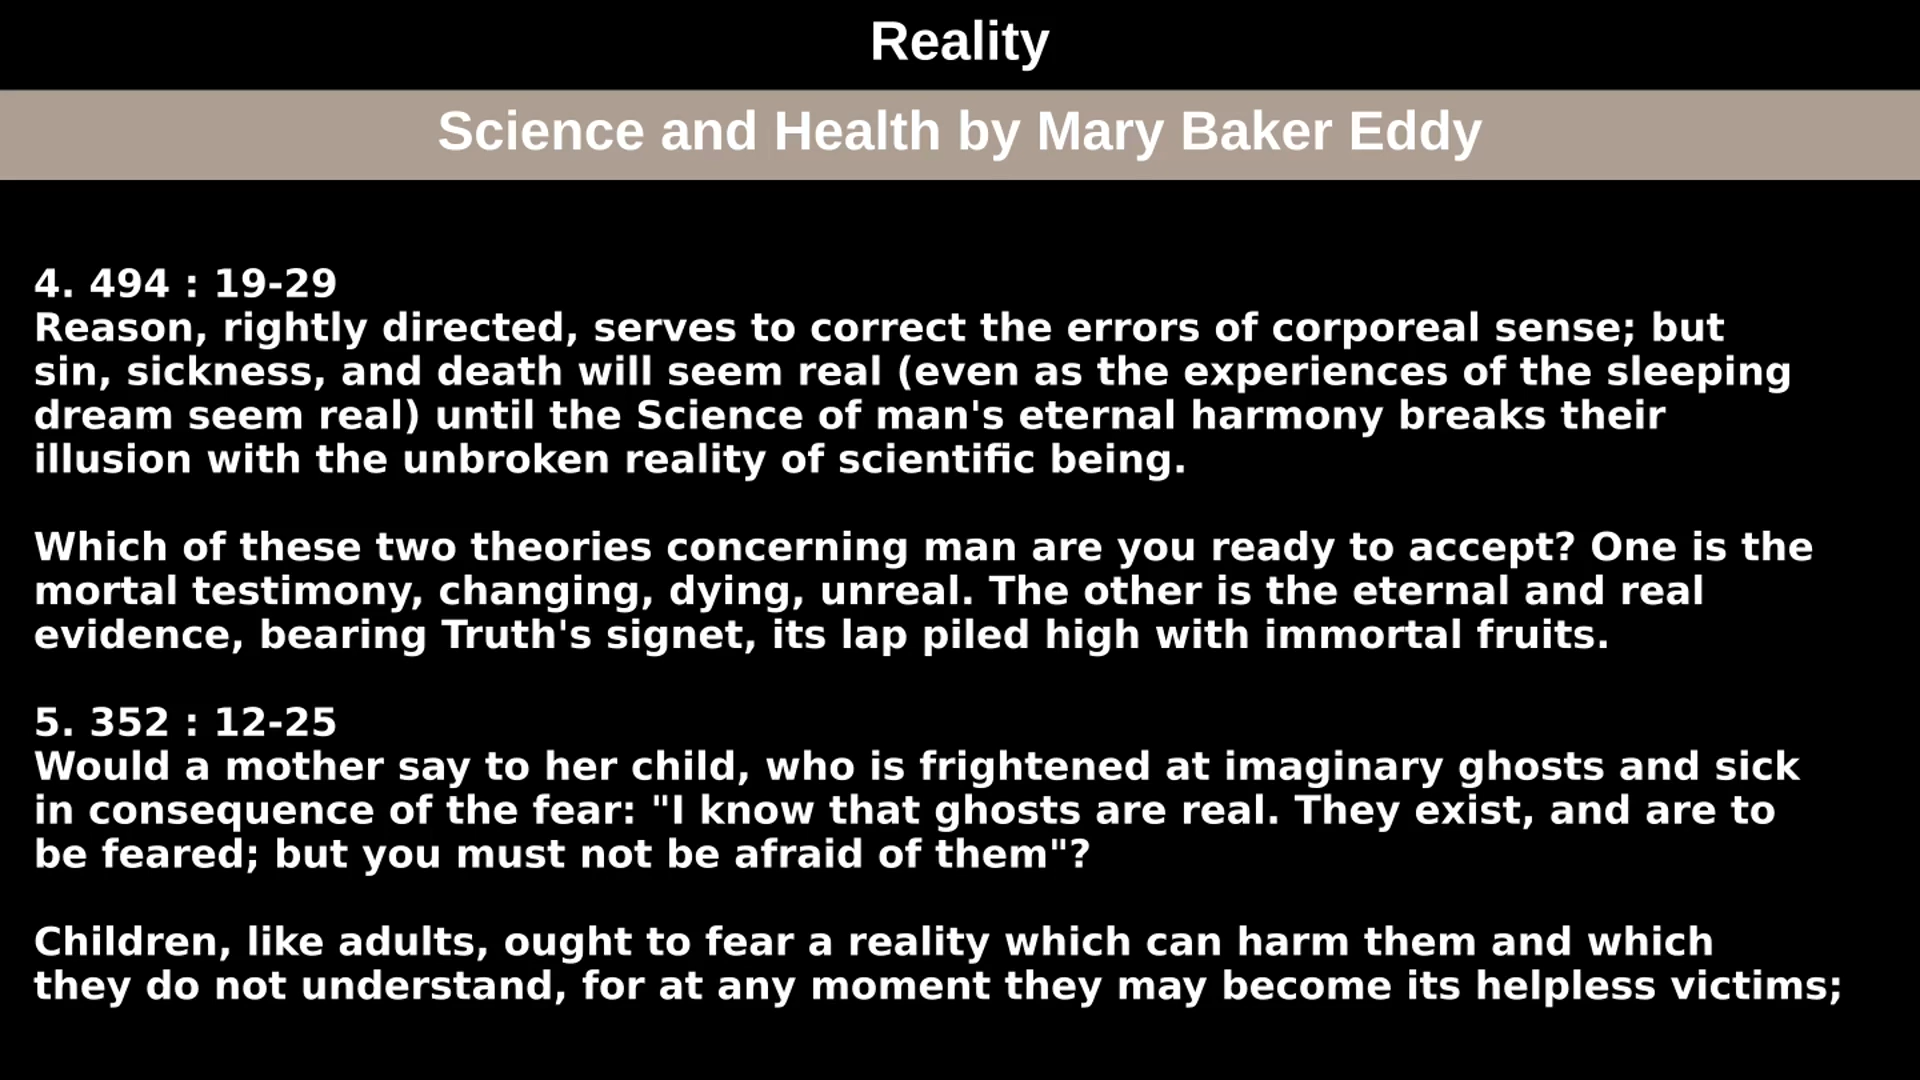 Reality
Science and Health by Mary Baker Eddy
4. 494 : 19-29
Reason, rightly directed, serves to correct the errors of corporeal sense; but
sin, sickness, and death will seem real (even as the experiences of the sleeping
dream seem real) until the Science of man's eternal harmony breaks their
illusion with the unbroken reality of scientific being.
Which of these two theories concerning man are you ready to accept? One is the
mortal testimony, changing, dying, unreal. The other is the eternal and real
evidence, bearing Truth's signet, its lap piled high with immortal fruits.
5. 352 : 12-25
Would a mother say to her child, who is frightened at imaginary ghosts and sick
in consequence of the fear: "I know that ghosts are real. They exist, and are to
be feared; but you must not be afraid of them"?
Children, like adults, ought to fear a reality which can harm them and which
they do not understand, for at any moment they may become its helpless victims;